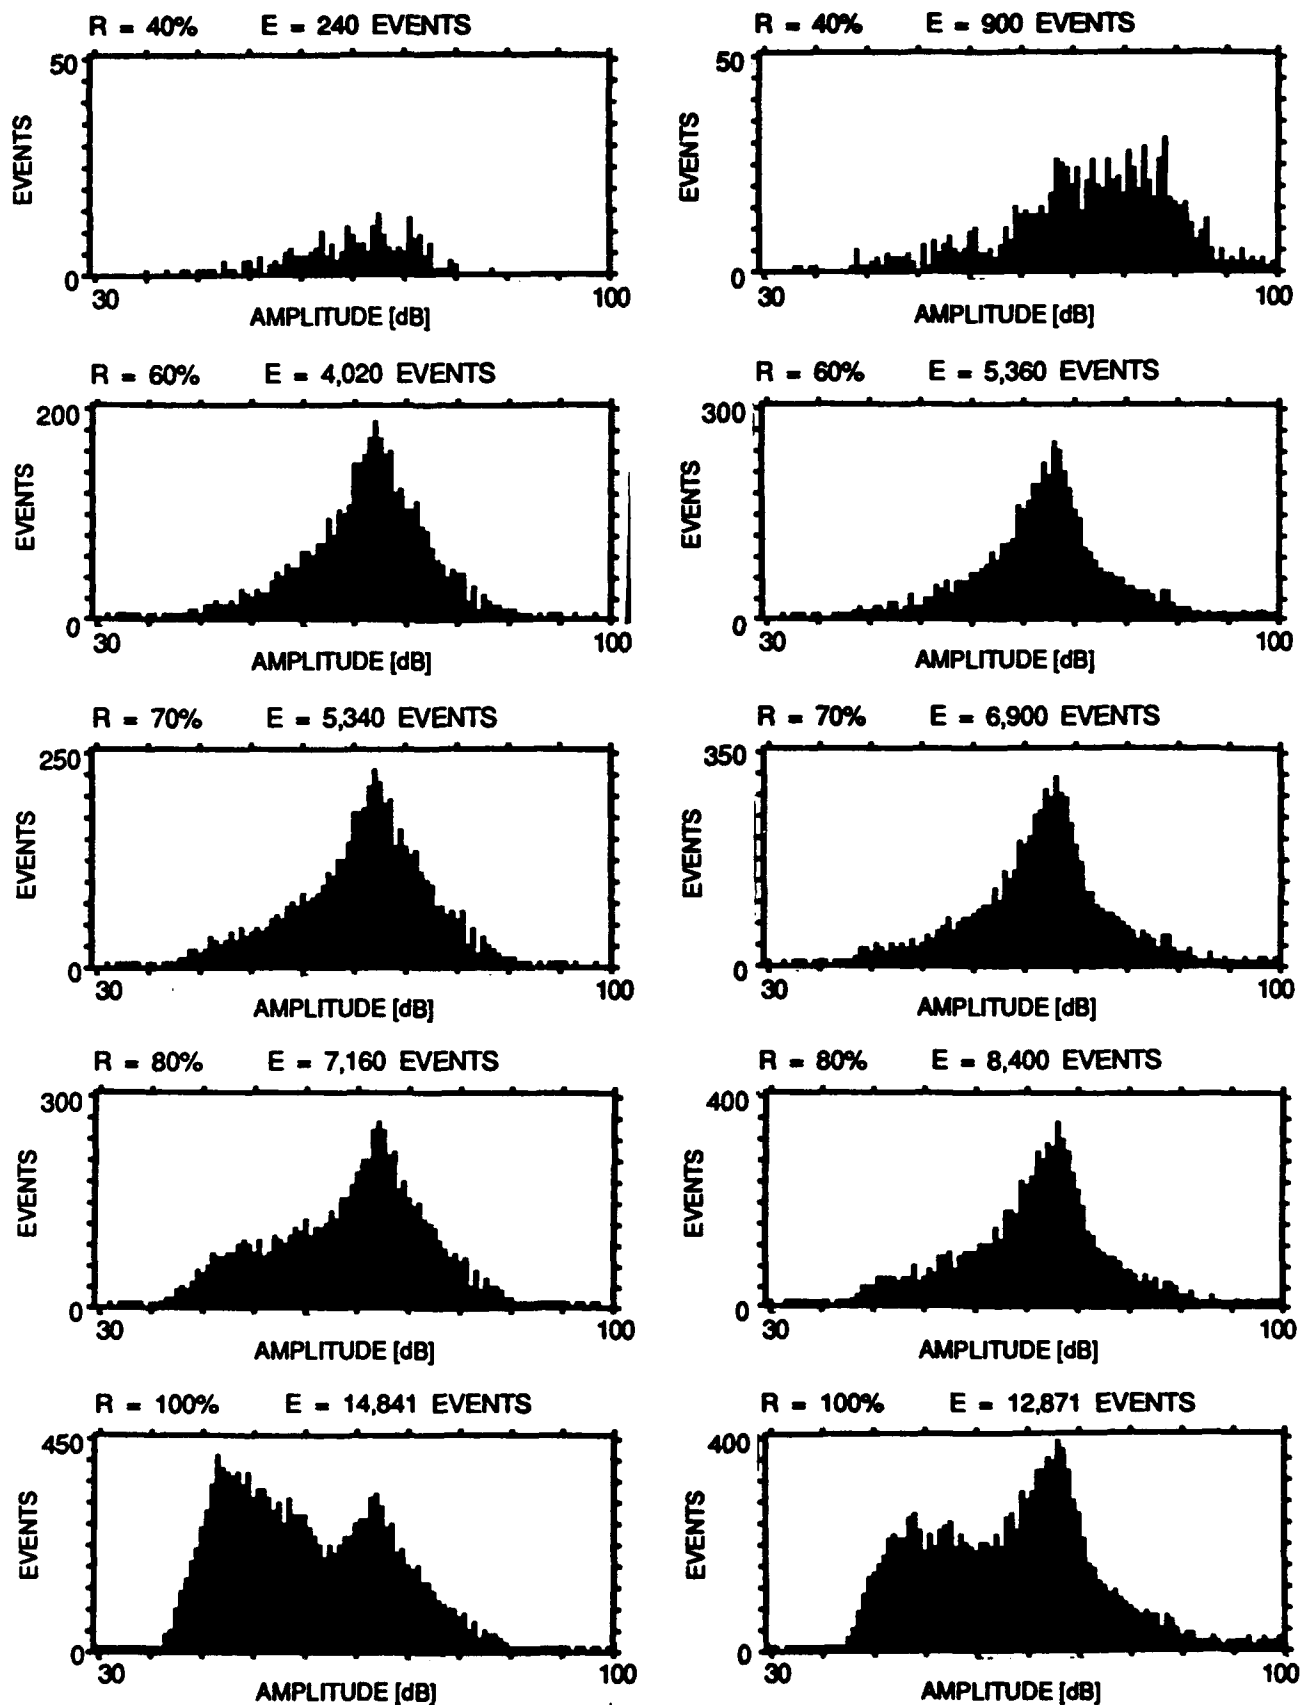 R = 40% E = 240 EVENTS
50
EVENTS
0
30
100
AMPLITUDE [dB]
R = 40% E = 900 EVENTS
50
EVENTS
0
30
100
AMPLITUDE [dB]
R = 60% E = 4,020 EVENTS
200
EVENTS
0
30
100
AMPLITUDE [dB]
R = 60% E = 5,360 EVENTS
300
EVENTS
0
30
100
AMPLITUDE [dB]
R = 70% E = 5,340 EVENTS
250
EVENTS
0
30
100
AMPLITUDE [dB]
R = 70% E = 6,900 EVENTS
350
EVENTS
0
30
100
AMPLITUDE [dB]
R = 80% E = 7,160 EVENTS
300
EVENTS
0
30
100
AMPLITUDE [dB]
R = 80% E = 8,400 EVENTS
400
EVENTS
0
30
100
AMPLITUDE [dB]
R = 100% E = 14,841 EVENTS
450
EVENTS
0
30
100
AMPLITUDE [dB]
R = 100% E = 12,871 EVENTS
400
EVENTS
0
30
100
AMPLITUDE [dB]